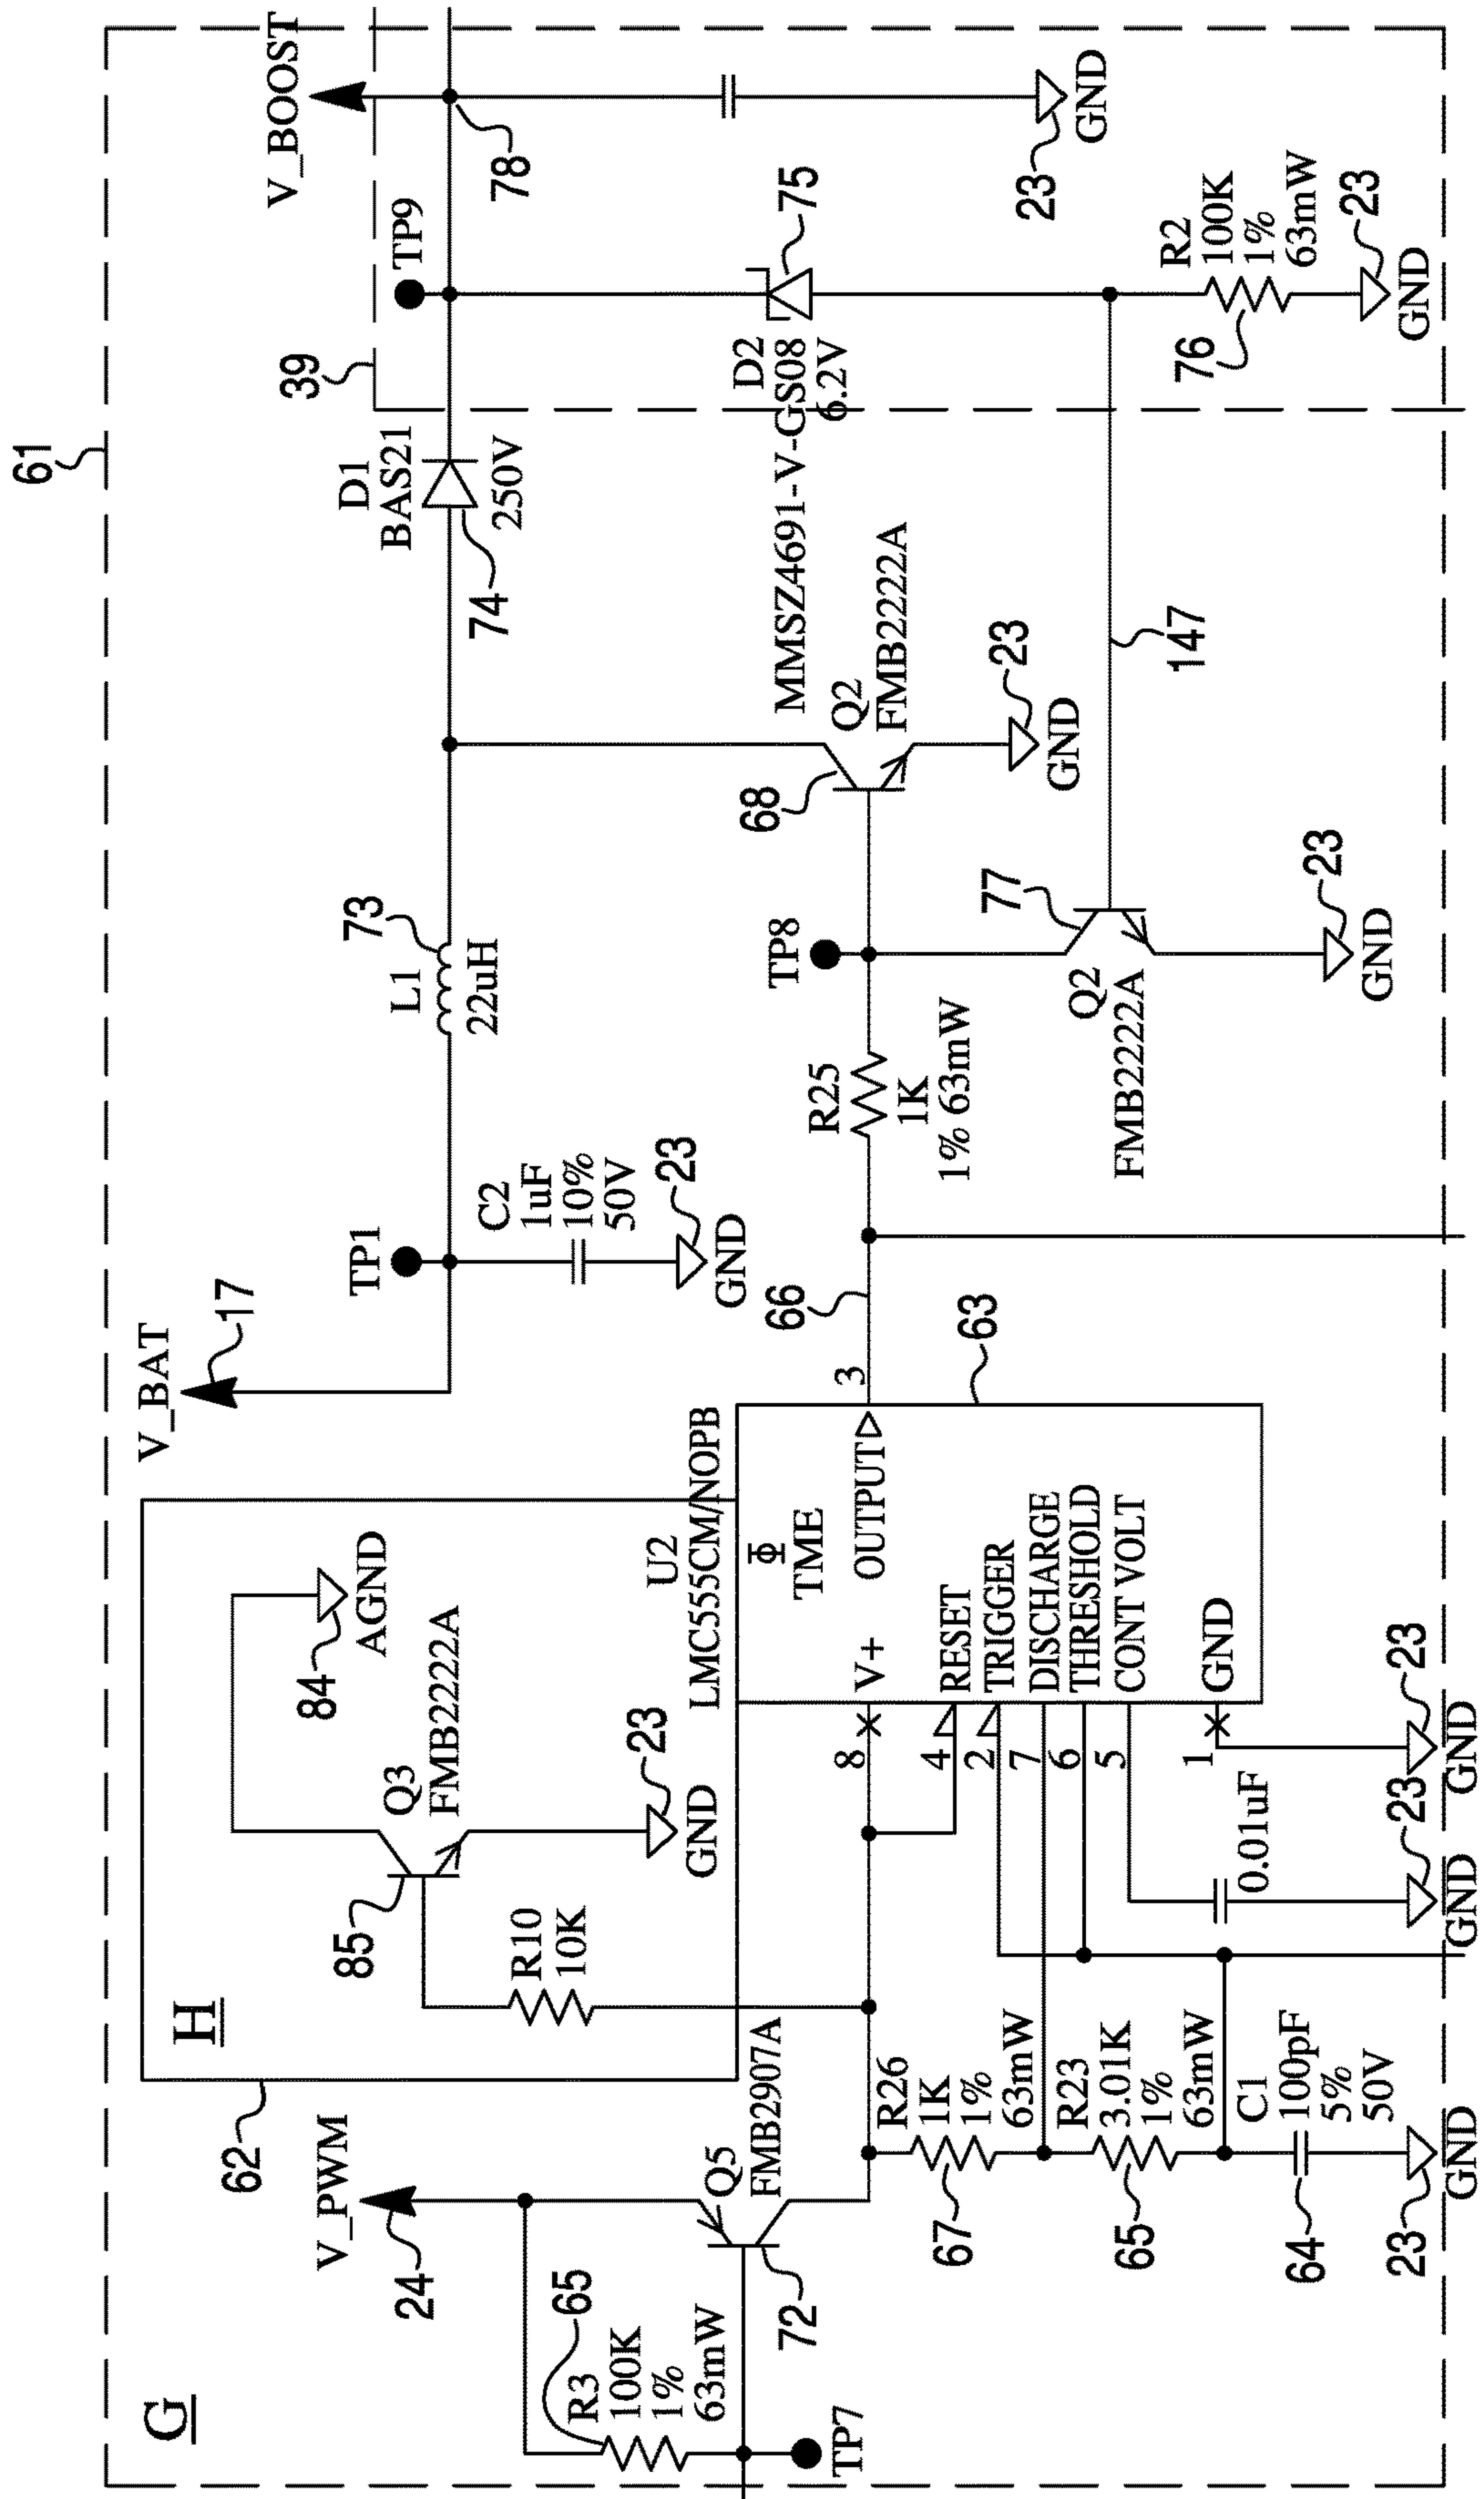 61
G
H
62
V_PWM
24
65
R3
100K
1%
63mW
TP7
72
Q5
FMB2907A
85
R10
10K
Q3
FMB2222A
23
GND
84
AGND
V_BAT
17
TP1
C2
1uF
10%
50V
23
GND
73
L1
22uH
74
D1
BAS21
250V
39
TP9
V_BOOST
78
23
GND
D2
MMSZ4691-V-GS08
6.2V
75
R2
100K
1%
63mW
76
23
GND
U2
LMC555CM/NOPB
Φ
TME
V+
OUTPUT
RESET
TRIGGER
DISCHARGE
THRESHOLD
CONT VOLT
GND
8
4
2
7
6
5
1
3
63
66
R25
1K
1% 63mW
TP8
68
Q2
FMB2222A
23
GND
77
Q2
FMB2222A
23
GND
147
67
R26
1K
1%
63mW
65
R23
3.01K
1%
63mW
64
C1
100pF
5%
50V
23
GND
0.01uF
23
GND
23
GND